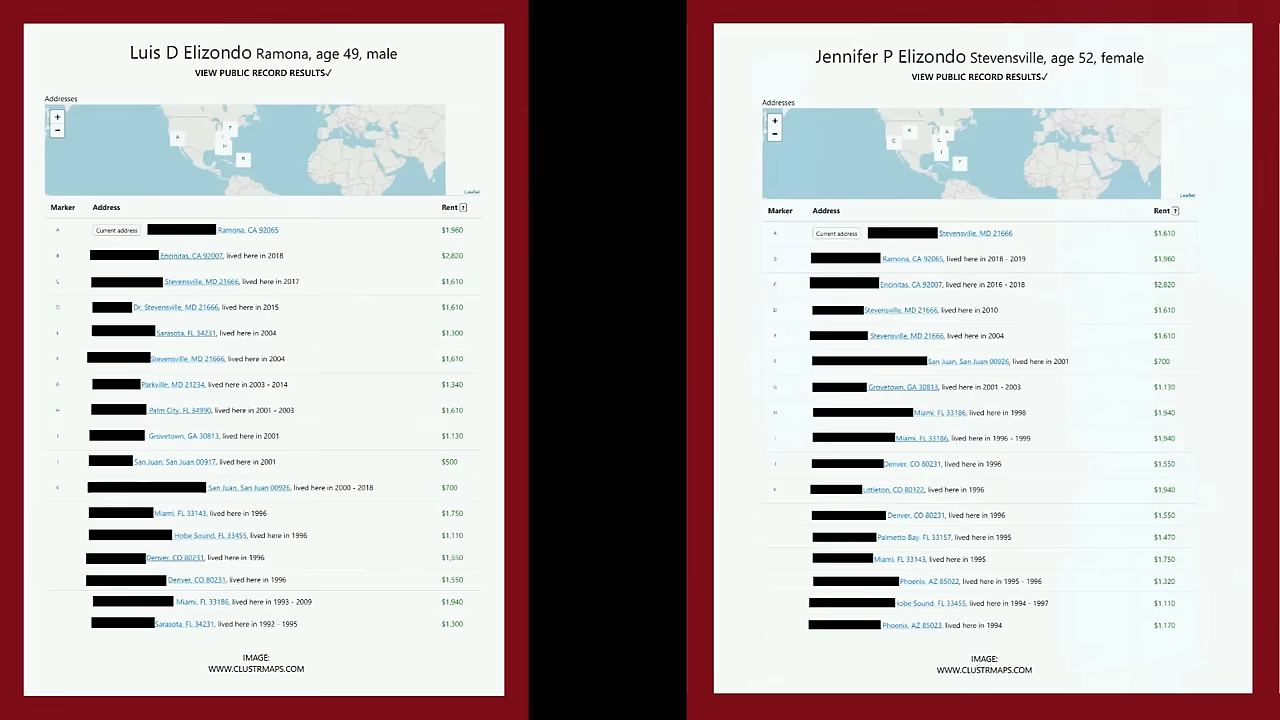 Luis D Elizondo Ramona, age 49, male
VIEW PUBLIC RECORD RESULTS✓
Addresses
+
−
A
F
I
H
K
Leaflet
Marker Address Rent ?
A Current address Ramona, CA 92065 $1,960
B Encinitas, CA 92007, lived here in 2018 $2,820
C Stevensville, MD 21666, lived here in 2017 $1,610
D Dr, Stevensville, MD 21666, lived here in 2015 $1,610
E Sarasota, FL 34231, lived here in 2004 $1,300
F Stevensville, MD 21666, lived here in 2004 $1,610
G Parkville, MD 21234, lived here in 2003 - 2014 $1,340
H Palm City, FL 34990, lived here in 2001 - 2003 $1,610
I Grovetown, GA 30813, lived here in 2001 $1,130
J San Juan, San Juan 00917, lived here in 2001 $500
K San Juan, San Juan 00926, lived here in 2000 - 2018 $700
Miami, FL 33143, lived here in 1996 $1,750
Hobe Sound, FL 33455, lived here in 1996 $1,110
Denver, CO 80231, lived here in 1996 $1,550
Denver, CO 80231, lived here in 1996 $1,550
Miami, FL 33186, lived here in 1993 - 2009 $1,940
Sarasota, FL 34231, lived here in 1992 - 1995 $1,300
IMAGE:
WWW.CLUSTRMAPS.COM
Jennifer P Elizondo Stevensville, age 52, female
VIEW PUBLIC RECORD RESULTS✓
Addresses
+
−
K
A
C
G
I
F
Leaflet
Marker Address Rent ?
A Current address Stevensville, MD 21666 $1,610
B Ramona, CA 92065, lived here in 2018 - 2019 $1,960
C Encinitas, CA 92007, lived here in 2016 - 2018 $2,820
D Stevensville, MD 21666, lived here in 2010 $1,610
E Stevensville, MD 21666, lived here in 2004 $1,610
F San Juan, San Juan 00926, lived here in 2001 $700
G Grovetown, GA 30813, lived here in 2001 - 2003 $1,130
H Miami, FL 33186, lived here in 1998 $1,940
I Miami, FL 33186, lived here in 1996 - 1999 $1,940
J Denver, CO 80231, lived here in 1996 $1,550
K Littleton, CO 80122, lived here in 1996 $1,940
Denver, CO 80231, lived here in 1996 $1,550
Palmetto Bay, FL 33157, lived here in 1995 $1,470
Miami, FL 33143, lived here in 1995 $1,750
Phoenix, AZ 85022, lived here in 1995 - 1996 $1,320
Hobe Sound, FL 33455, lived here in 1994 - 1997 $1,110
Phoenix, AZ 85023, lived here in 1994 $1,170
IMAGE:
WWW.CLUSTRMAPS.COM